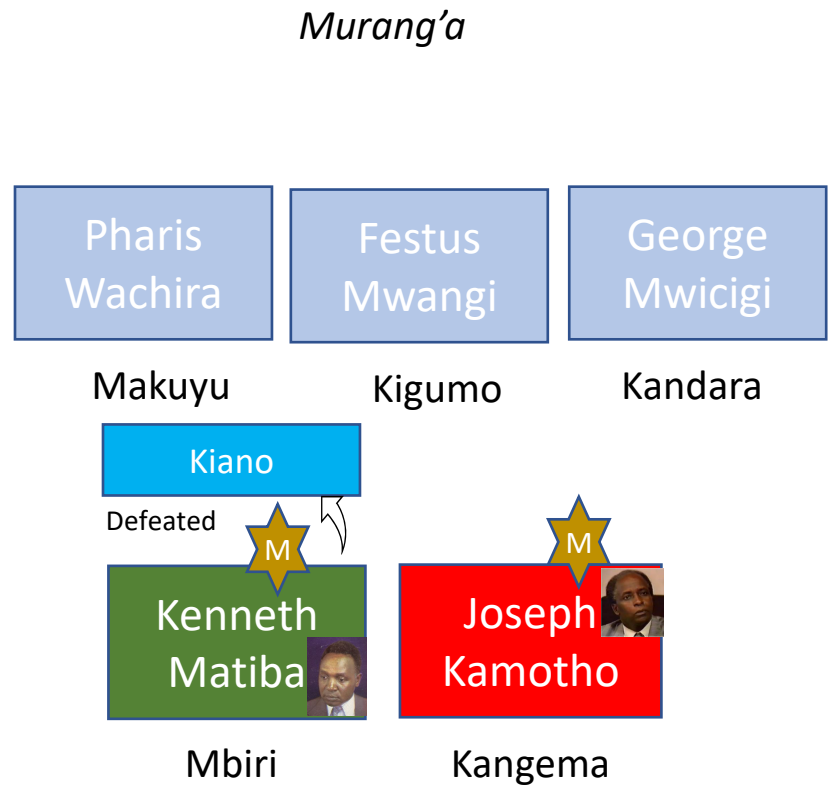 Murang’a
Pharis
Wachira
Festus
Mwangi
George
Mwicigi
Makuyu
Kigumo
Kandara
Kiano
Defeated
M
M
Kenneth
Matiba
Joseph
Kamotho
Mbiri
Kangema